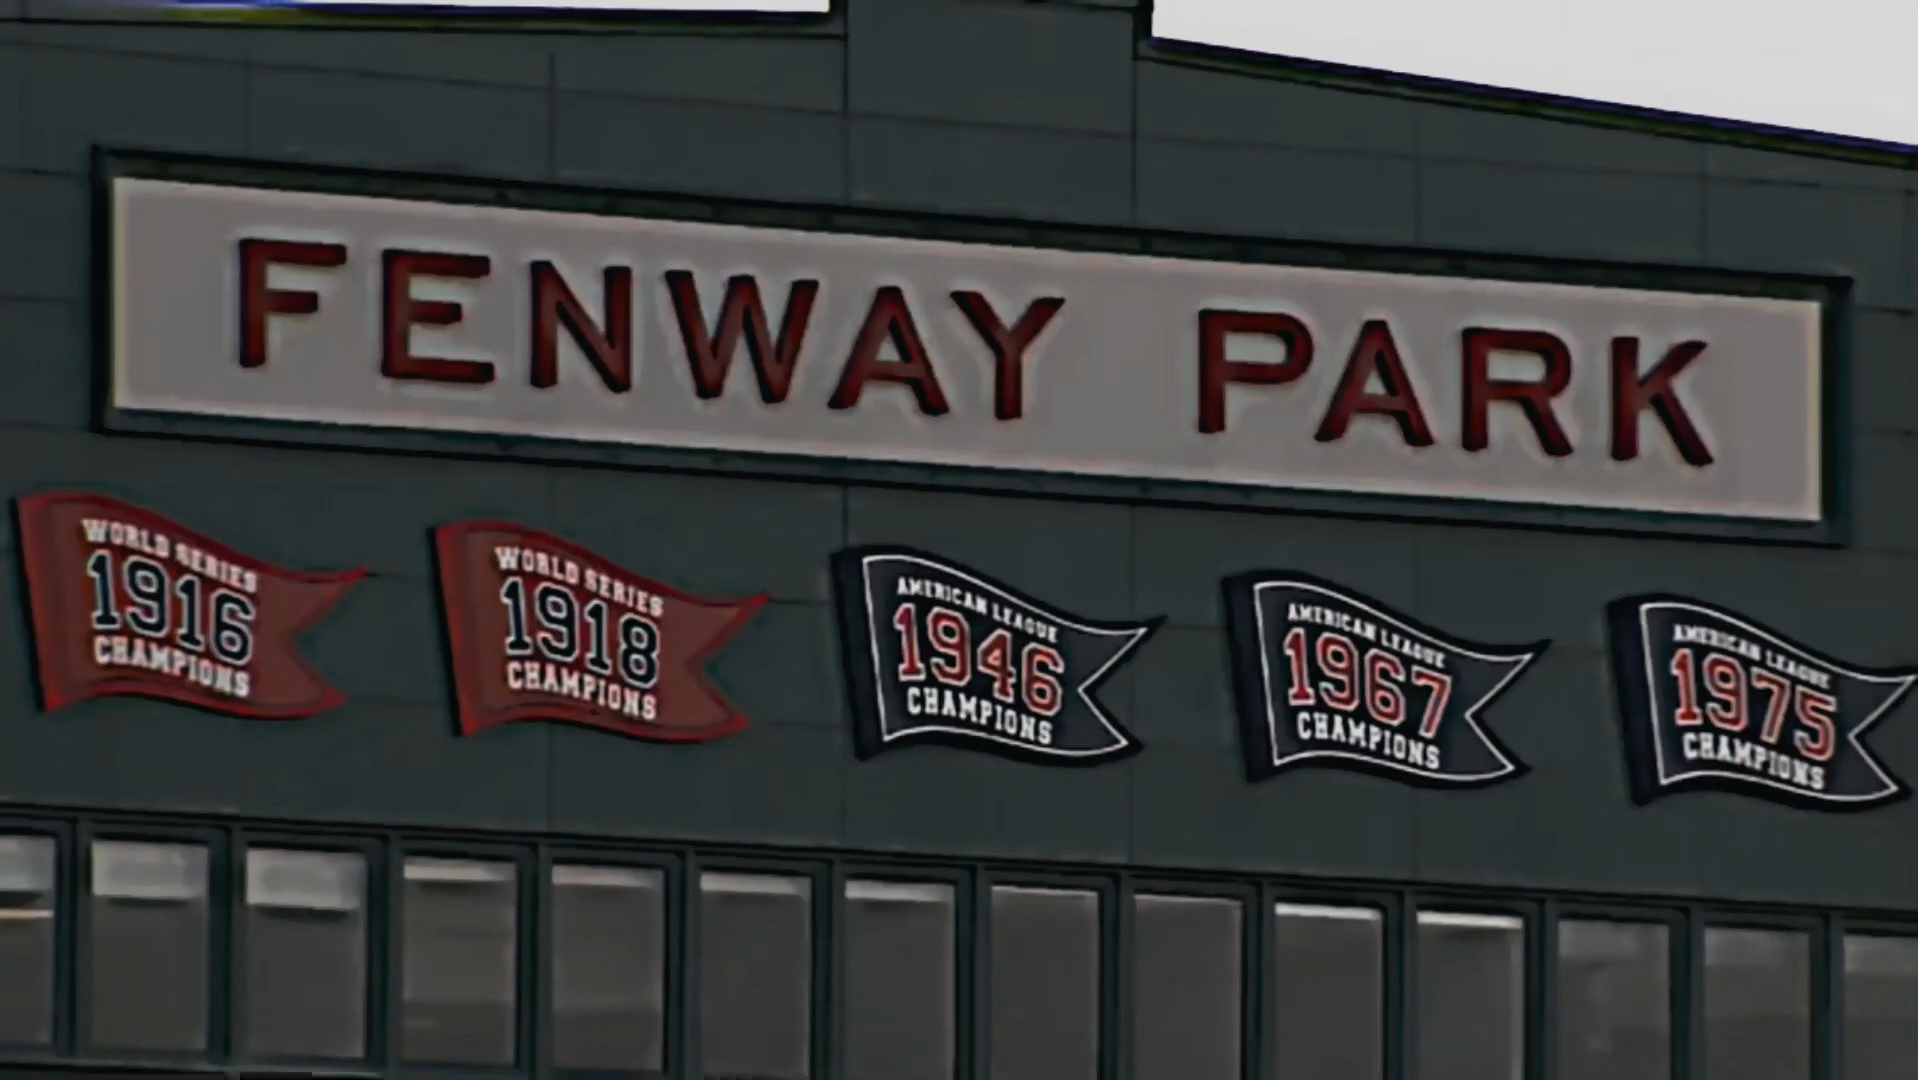 FENWAY PARK
WORLD SERIES
1916
CHAMPIONS
WORLD SERIES
1918
CHAMPIONS
AMERICAN LEAGUE
1946
CHAMPIONS
AMERICAN LEAGUE
1967
CHAMPIONS
AMERICAN LEAGUE
1975
CHAMPIONS